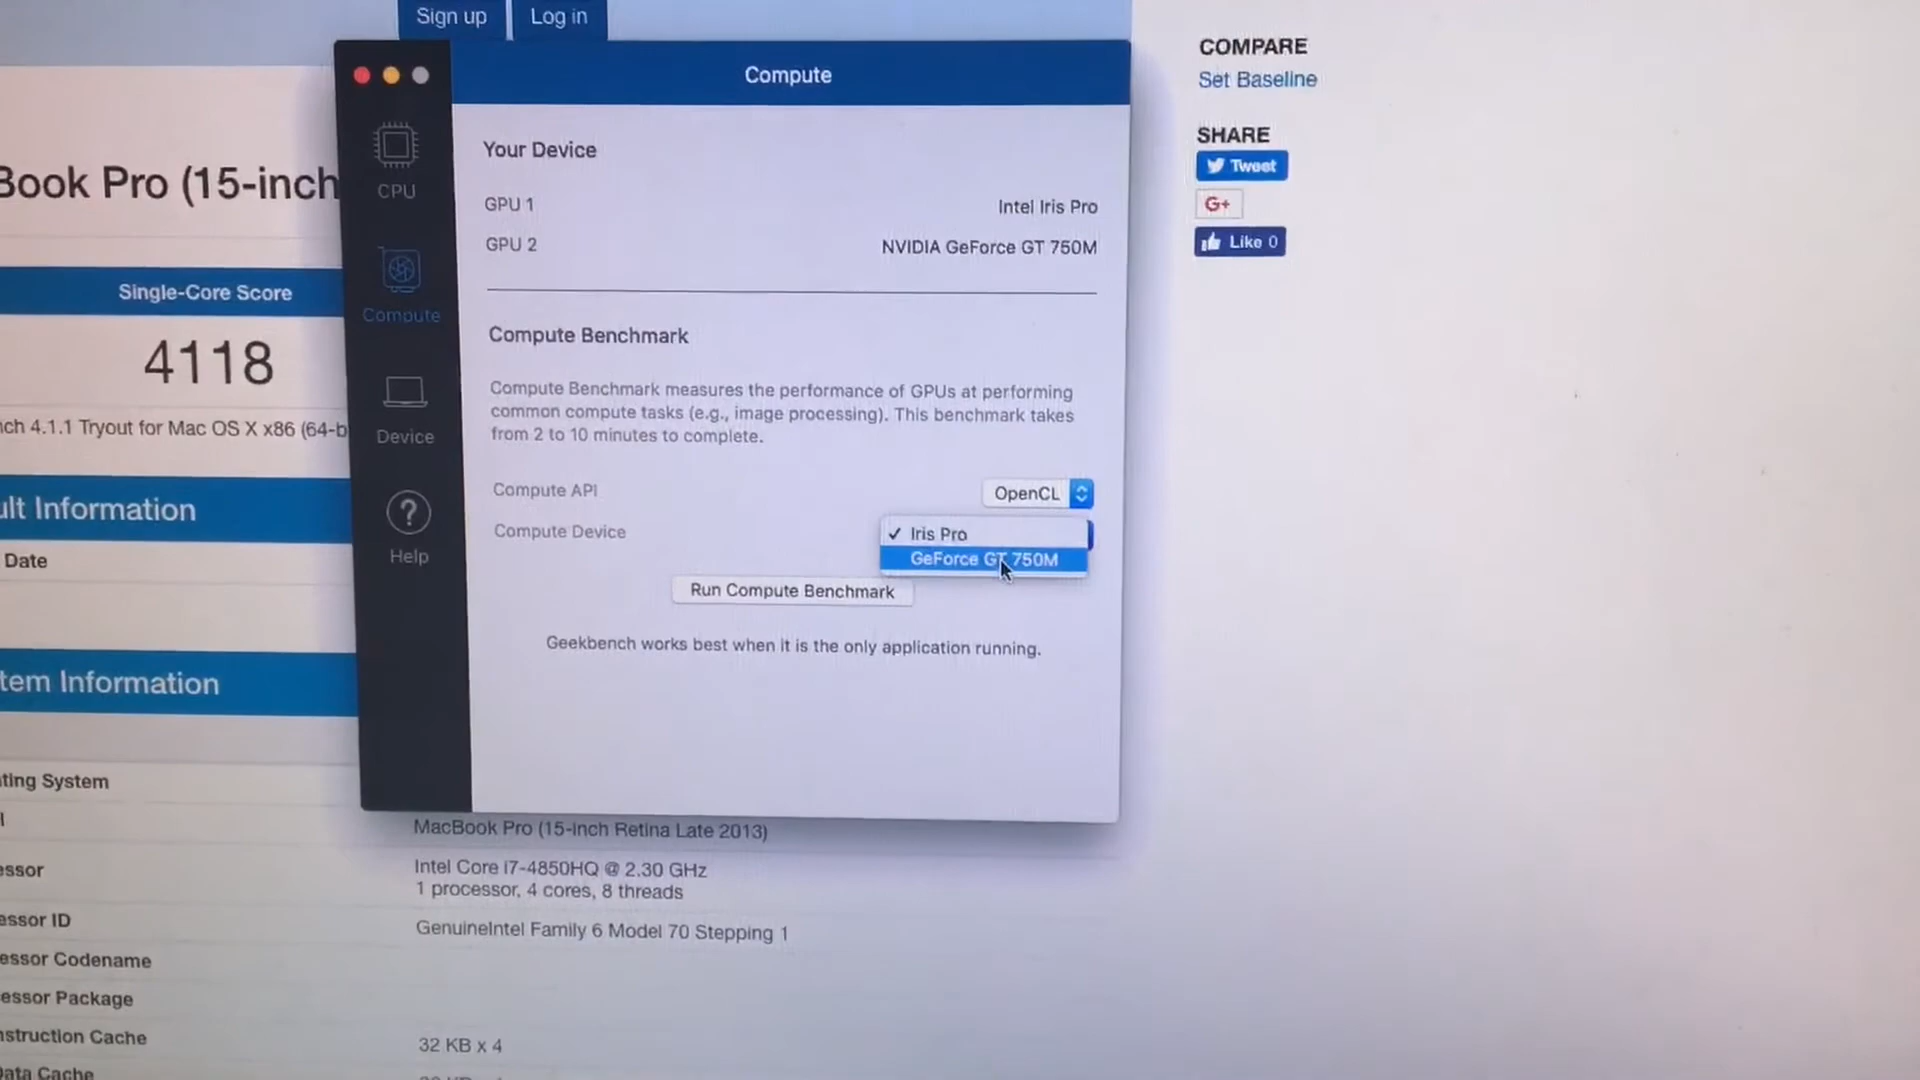 Sign up
Log in
Compute
COMPARE
Set Baseline
SHARE
Tweet
G+
Like 0
CPU
Compute
Device
Help
Your Device
GPU 1
Intel Iris Pro
GPU 2
NVIDIA GeForce GT 750M
Compute Benchmark
Compute Benchmark measures the performance of GPUs at performing
common compute tasks (e.g., image processing). This benchmark takes
from 2 to 10 minutes to complete.
Compute API
OpenCL
Compute Device
✓ Iris Pro
GeForce GT 750M
Run Compute Benchmark
Geekbench works best when it is the only application running.
Book Pro (15-inch
Single-Core Score
4118
nch 4.1.1 Tryout for Mac OS X x86 (64-b
ult Information
Date
tem Information
ting System
l
MacBook Pro (15-inch Retina Late 2013)
essor
Intel Core i7-4850HQ @ 2.30 GHz
1 processor, 4 cores, 8 threads
essor ID
GenuineIntel Family 6 Model 70 Stepping 1
essor Codename
essor Package
nstruction Cache
32 KB x 4
Data Cache